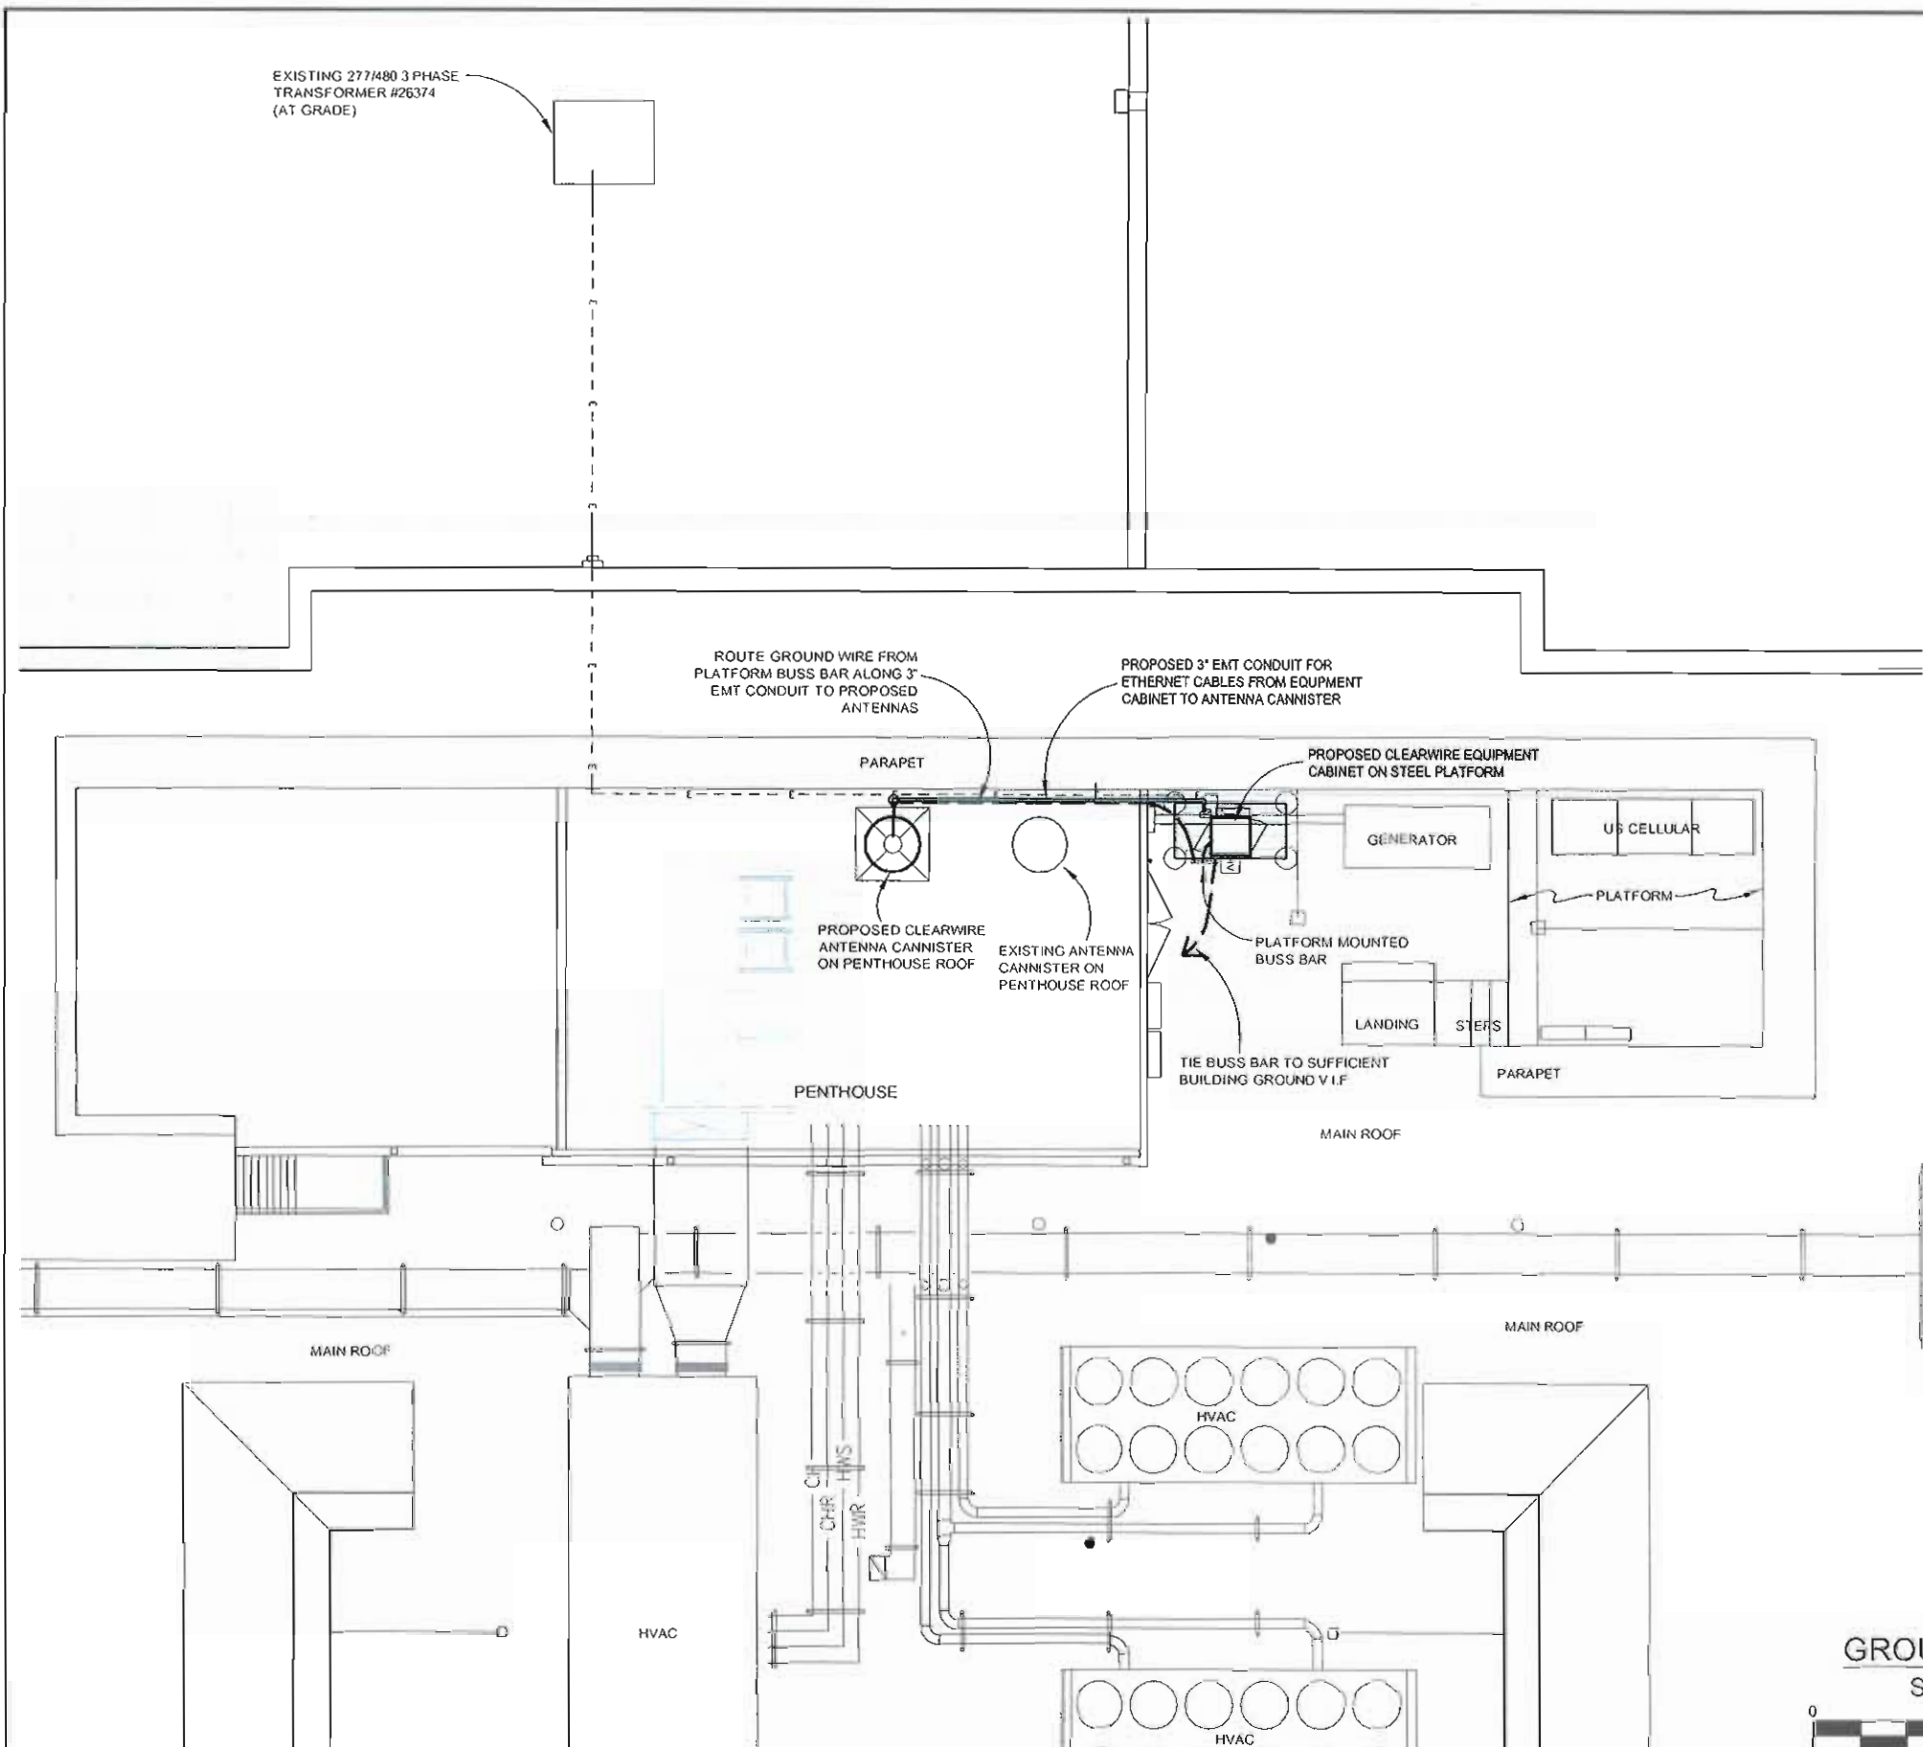 EXISTING 277/480 3 PHASE
TRANSFORMER #26374
(AT GRADE)
ROUTE GROUND WIRE FROM
PLATFORM BUSS BAR ALONG 3"
EMT CONDUIT TO PROPOSED
ANTENNAS
PROPOSED 3" EMT CONDUIT FOR
ETHERNET CABLES FROM EQUPMENT
CABINET TO ANTENNA CANNISTER
PARAPET
PROPOSED CLEARWIRE EQUIPMENT
CABINET ON STEEL PLATFORM
GENERATOR
US CELLULAR
PLATFORM
PROPOSED CLEARWIRE
ANTENNA CANNISTER
ON PENTHOUSE ROOF
EXISTING ANTENNA
CANNISTER ON
PENTHOUSE ROOF
PLATFORM MOUNTED
BUSS BAR
LANDING
STEPS
TIE BUSS BAR TO SUFFICIENT
BUILDING GROUND V.I.F
PARAPET
PENTHOUSE
MAIN ROOF
MAIN ROOF
MAIN ROOF
HVAC
CH
CHR
HWS
HWR
HVAC
HVAC
GROU
S
0